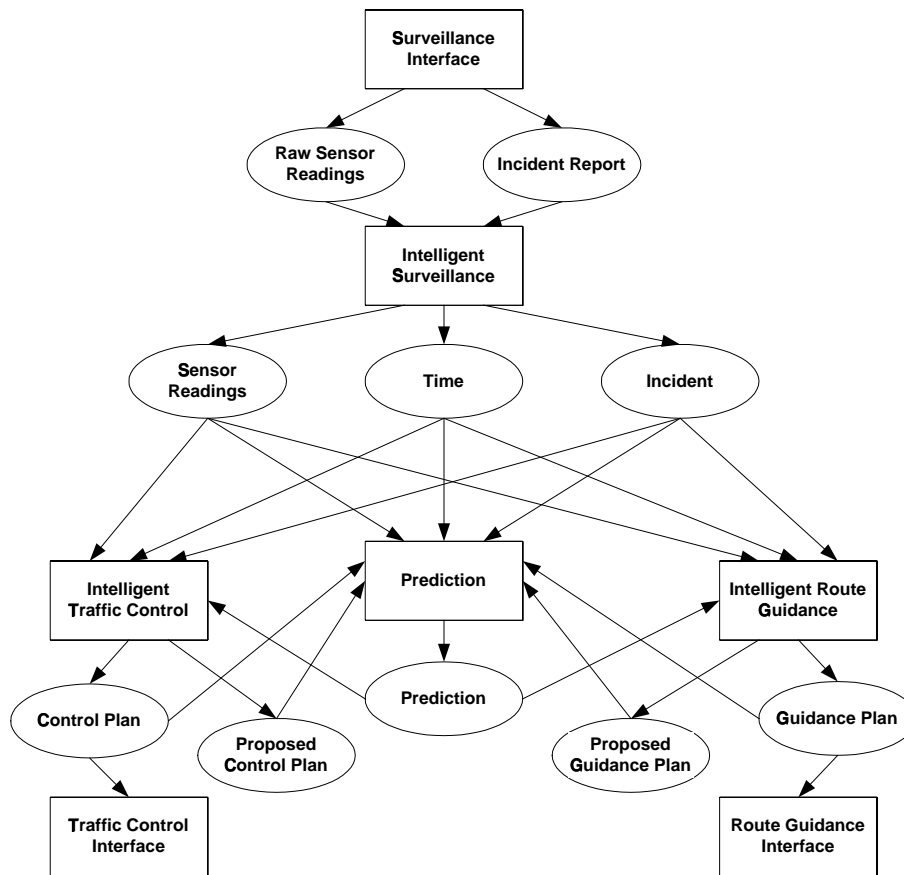 Surveillance
Interface
Raw Sensor
Readings
Incident Report
Intelligent
Surveillance
Sensor
Readings
Time
Incident
Intelligent
Traffic Control
Prediction
Intelligent Route
Guidance
Control Plan
Prediction
Guidance Plan
Proposed
Control Plan
Proposed
Guidance Plan
Traffic Control
Interface
Route Guidance
Interface